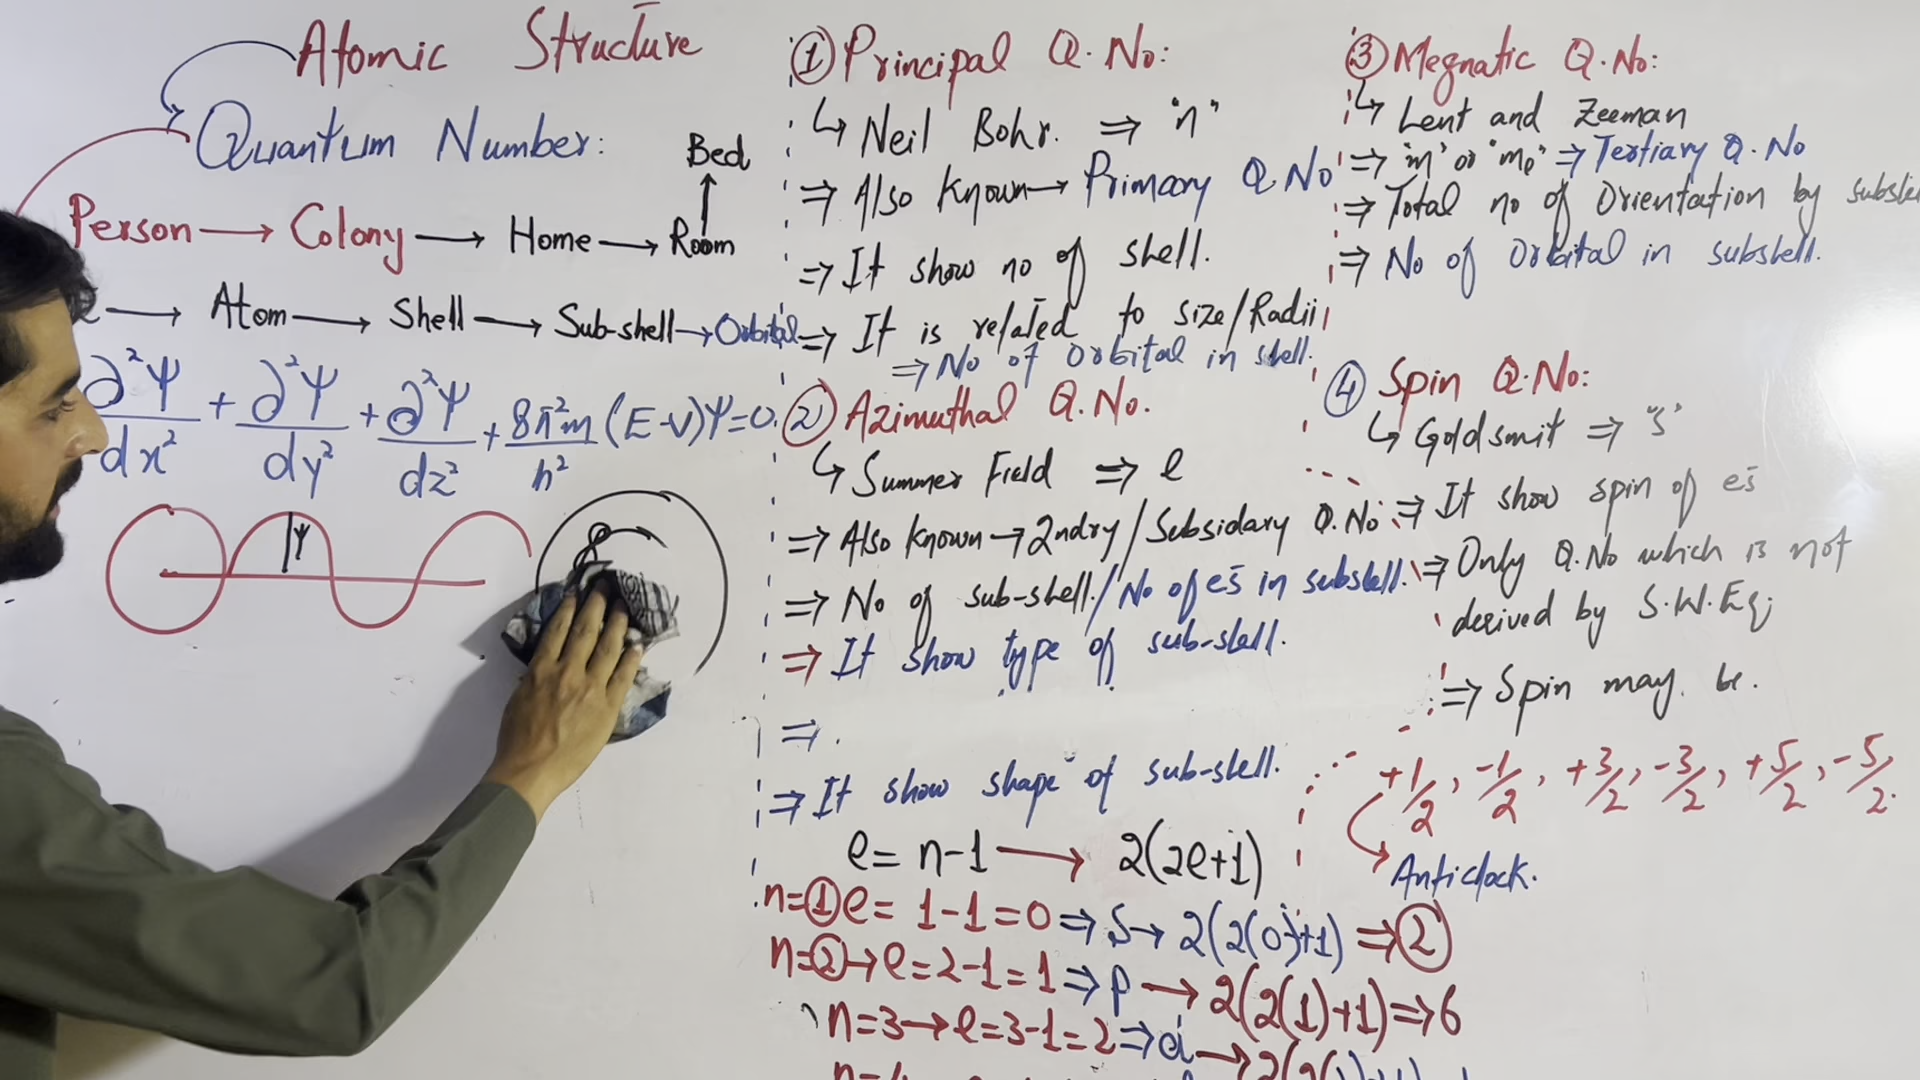 Atomic Structure
Quantum Number:
Bed
Person → Colony → Home → Room
→ Atom → Shell → Sub-shell → Orbital
∂²Ψ/dx² + ∂²Ψ/dy² + ∂²Ψ/dz² + 8π²m/h² (E-V)Ψ=0
Ψ
① Principal Q.No:
↳ Neil Bohr. ⇒ "n"
⇒ Also Known → Primary Q.No
⇒ It show no of shell.
⇒ It is related to size/Radii
⇒ No of Orbital in shell.
② Azimuthal Q.No.
↳ Summer Field ⇒ l
⇒ Also Known → 2ndry/Subsidary Q.No
⇒ No of sub-shell./No of es in subshell.
⇒ It show type of sub-shell.
⇒.
⇒ It show shape of sub-shell.
l = n-1 → 2(2l+1)
n=① l = 1-1=0 ⇒ S → 2(2(0)+1) ⇒ ②
n=② → l=2-1=1 ⇒ p → 2(2(1)+1) ⇒ 6
n=3 → l=3-1=2 ⇒ d →
③ Megnatic Q.No:
↳ Lent and Zeeman
⇒ "m" or "ml" ⇒ Tertiary Q.No
⇒ Total no of Orientation by
⇒ No of Orbital in subshell.
④ Spin Q.No:
↳ Goldsmit ⇒ "S"
⇒ It show spin of es
⇒ Only Q.No which is not
derived by S.W.Eq;
⇒ Spin may be.
+1/2, -1/2, +3/2, -3/2, +5/2, -5/2.
Anticlock.